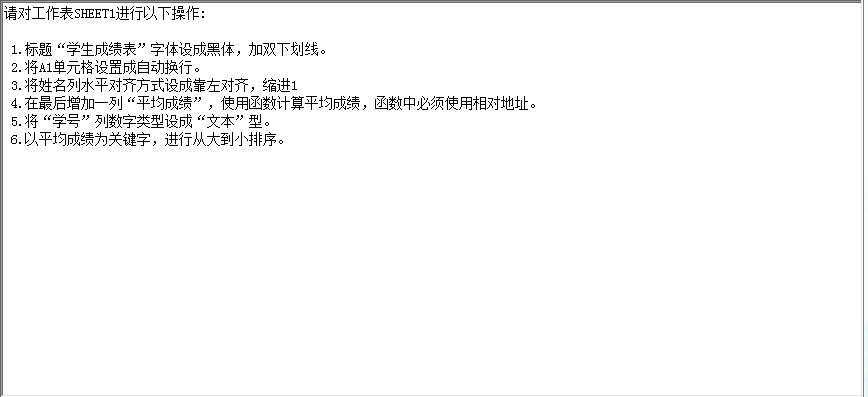 请对工作表SHEET1进行以下操作:
1.标题“学生成绩表”字体设成黑体，加双下划线。
2.将A1单元格设置成自动换行。
3.将姓名列水平对齐方式设成靠左对齐，缩进1
4.在最后增加一列“平均成绩”，使用函数计算平均成绩，函数中必须使用相对地址。
5.将“学号”列数字类型设成“文本”型。
6.以平均成绩为关键字，进行从大到小排序。